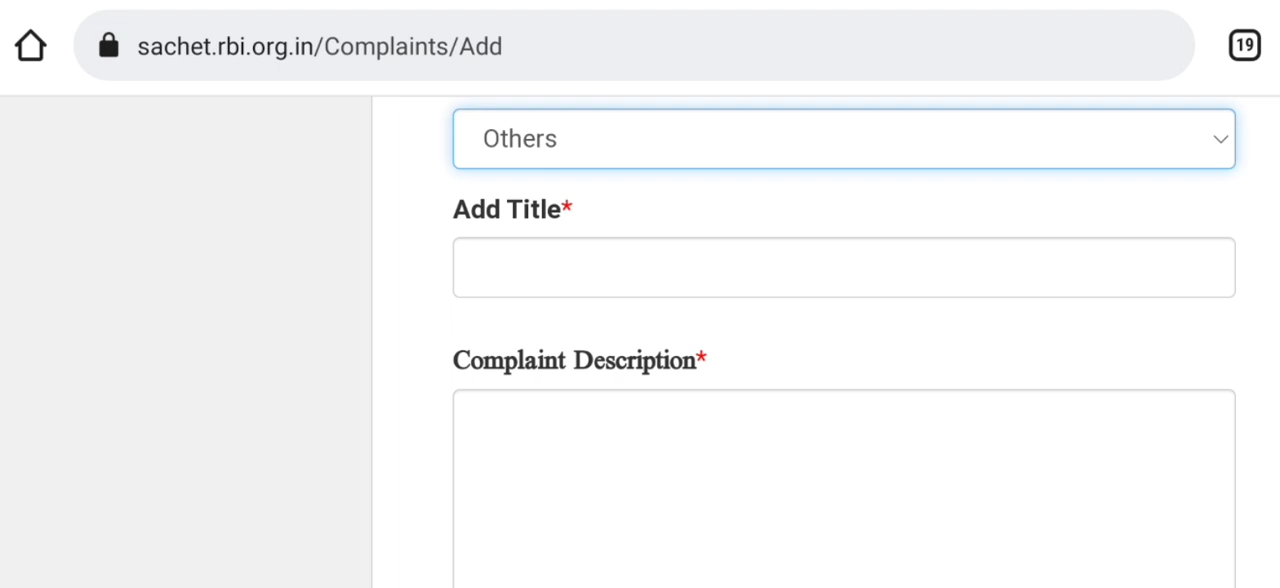 sachet.rbi.org.in/Complaints/Add
19
Others
Add Title*
Complaint Description*